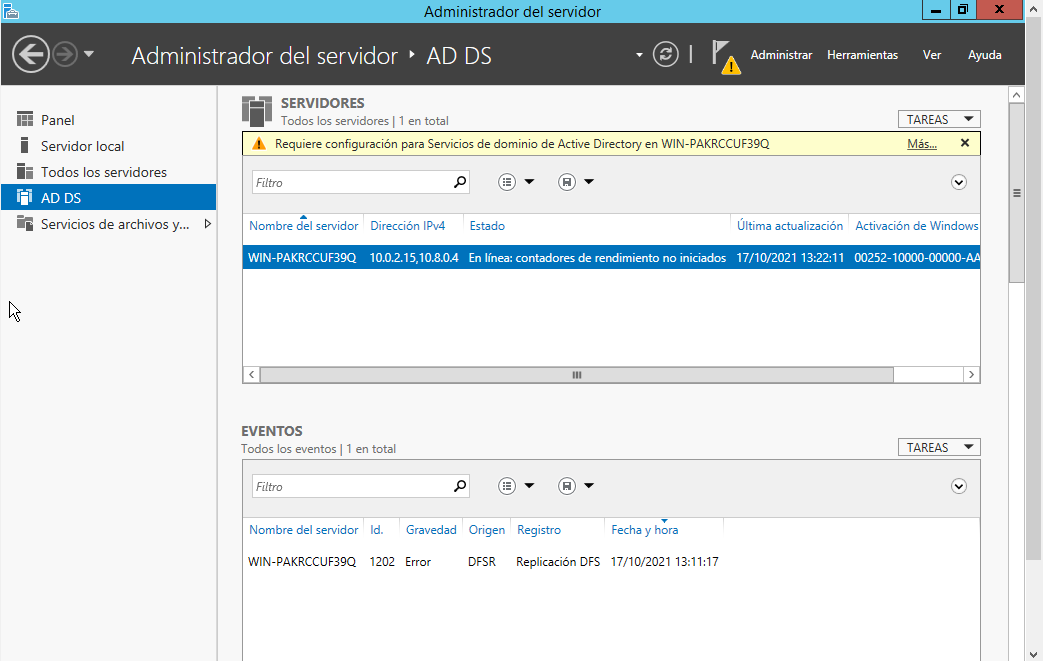 Administrador del servidor
Administrador del servidor ‣ AD DS
Administrar Herramientas Ver Ayuda
Panel
Servidor local
Todos los servidores
AD DS
Servicios de archivos y...
SERVIDORES
Todos los servidores | 1 en total
TAREAS
Requiere configuración para Servicios de dominio de Active Directory en WIN-PAKRCCUF39Q Más...
Filtro
Nombre del servidor Dirección IPv4 Estado Última actualización Activación de Windows
WIN-PAKRCCUF39Q 10.0.2.15,10.8.0.4 En línea: contadores de rendimiento no iniciados 17/10/2021 13:22:11 00252-10000-00000-AA
EVENTOS
Todos los eventos | 1 en total
TAREAS
Filtro
Nombre del servidor Id. Gravedad Origen Registro Fecha y hora
WIN-PAKRCCUF39Q 1202 Error DFSR Replicación DFS 17/10/2021 13:11:17